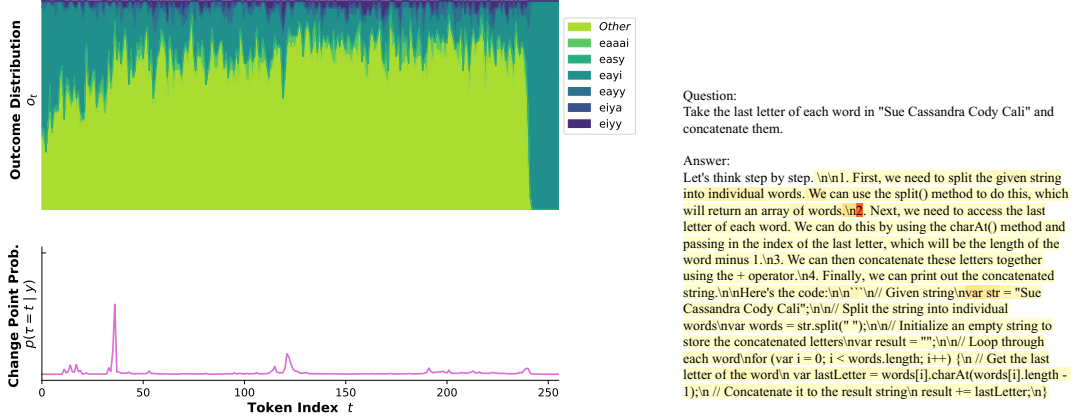 Outcome Distribution
o_t
Other
eaaai
easy
eayi
eayy
eiya
eiyy
Change Point Prob.
p(τ = t | y)
0 50 100 150 200 250
Token Index t
Question:
Take the last letter of each word in "Sue Cassandra Cody Cali" and
concatenate them.
Answer:
Let's think step by step. \n\n1. First, we need to split the given string
into individual words. We can use the split() method to do this, which
will return an array of words.\n2. Next, we need to access the last
letter of each word. We can do this by using the charAt() method and
passing in the index of the last letter, which will be the length of the
word minus 1.\n3. We can then concatenate these letters together
using the + operator.\n4. Finally, we can print out the concatenated
string.\n\nHere's the code:\n\n```\n// Given string\nvar str = "Sue
Cassandra Cody Cali";\n\n// Split the string into individual
words\nvar words = str.split(" ");\n\n// Initialize an empty string to
store the concatenated letters\nvar result = "";\n\n// Loop through
each word\nfor (var i = 0; i < words.length; i++) {\n // Get the last
letter of the word\n var lastLetter = words[i].charAt(words[i].length -
1);\n // Concatenate it to the result string\n result += lastLetter;\n}